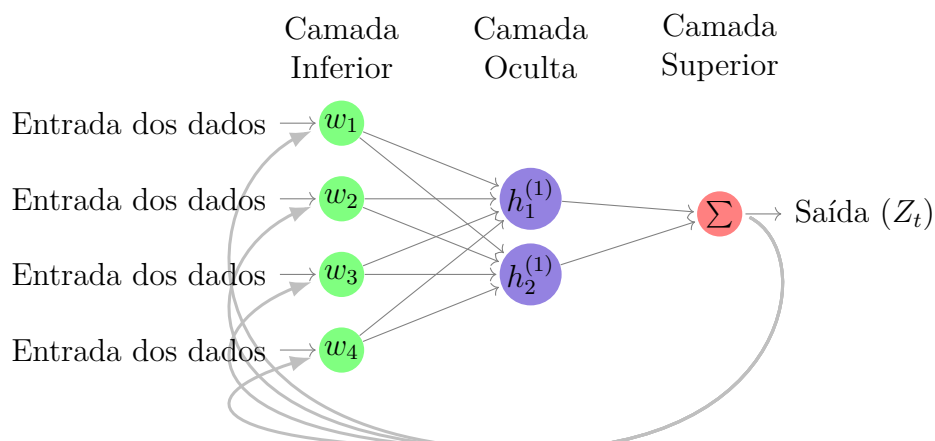 Camada
Inferior
Camada
Oculta
Camada
Superior
Entrada dos dados
w₁
Entrada dos dados
w₂
Entrada dos dados
w₃
Entrada dos dados
w₄
h₁⁽¹⁾
h₂⁽¹⁾
∑
Saída (Zₜ)